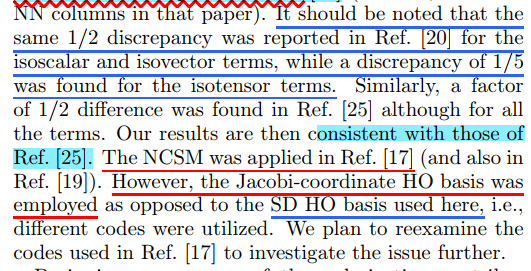 NN columns in that paper). It should be noted that the
same 1/2 discrepancy was reported in Ref. [20] for the
isoscalar and isovector terms, while a discrepancy of 1/5
was found for the isotensor terms. Similarly, a factor
of 1/2 difference was found in Ref. [25] although for all
the terms. Our results are then consistent with those of
Ref. [25]. The NCSM was applied in Ref. [17] (and also in
Ref. [19]). However, the Jacobi-coordinate HO basis was
employed as opposed to the SD HO basis used here, i.e.,
different codes were utilized. We plan to reexamine the
codes used in Ref. [17] to investigate the issue further.